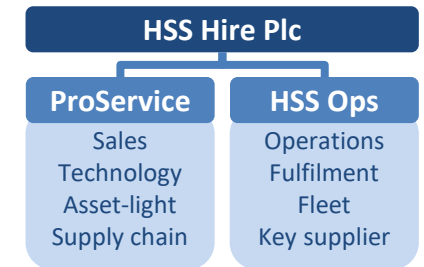 HSS Hire Plc
ProService
Sales
Technology
Asset-light
Supply chain
HSS Ops
Operations
Fulfilment
Fleet
Key supplier